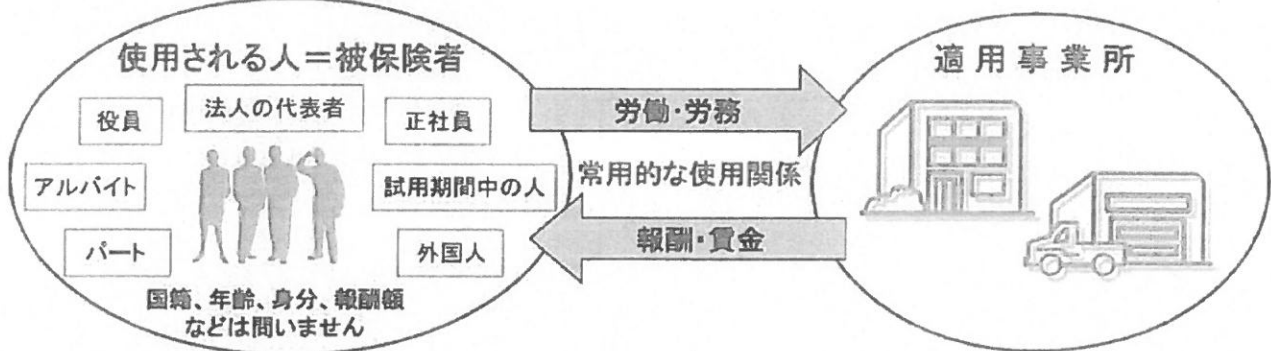 使用される人＝被保険者
法人の代表者
役員
正社員
アルバイト
試用期間中の人
パート
外国人
国籍、年齢、身分、報酬額
などは問いません
労働・労務
常用的な使用関係
報酬・賃金
適用事業所